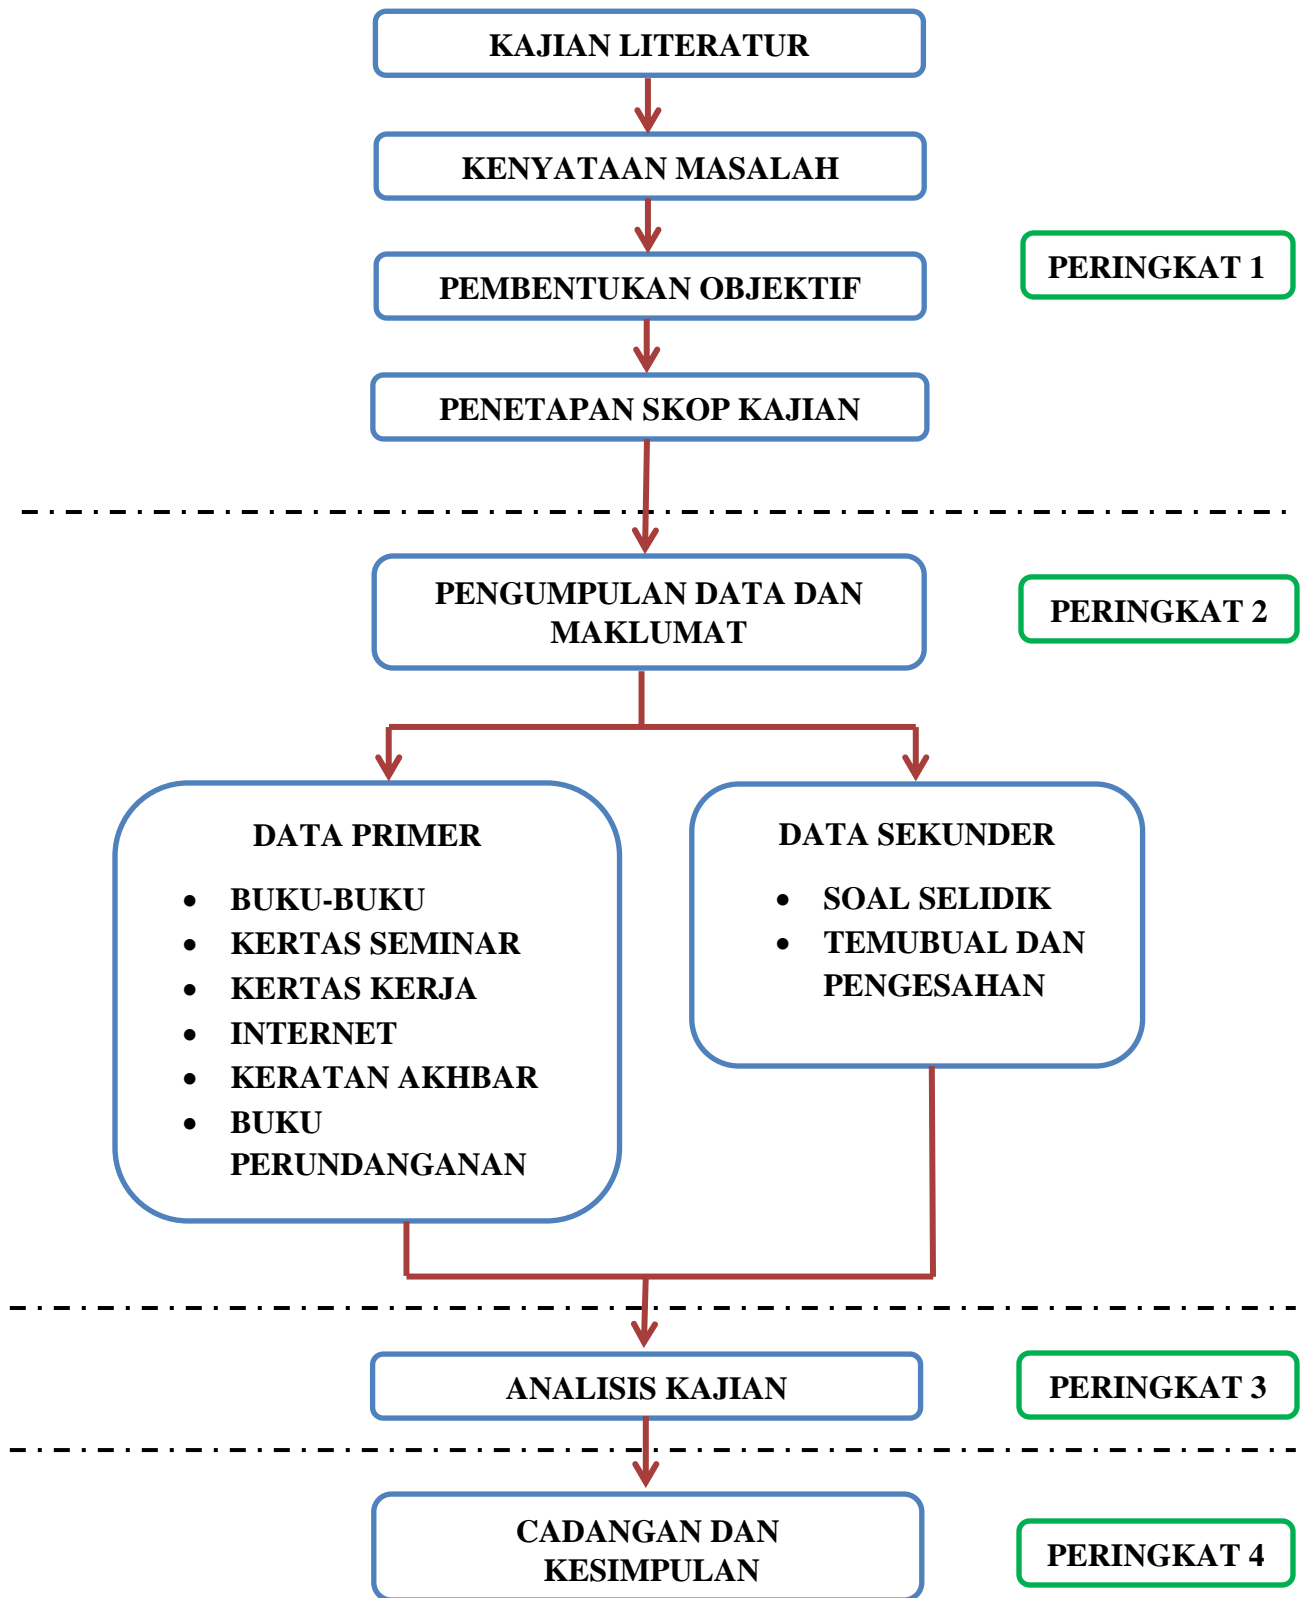 KAJIAN LITERATUR
KENYATAAN MASALAH
PERINGKAT 1
PEMBENTUKAN OBJEKTIF
PENETAPAN SKOP KAJIAN
PENGUMPULAN DATA DAN
MAKLUMAT
PERINGKAT 2
DATA PRIMER
• BUKU-BUKU
• KERTAS SEMINAR
• KERTAS KERJA
• INTERNET
• KERATAN AKHBAR
• BUKU
PERUNDANGANAN
DATA SEKUNDER
• SOAL SELIDIK
• TEMUBUAL DAN
PENGESAHAN
ANALISIS KAJIAN
PERINGKAT 3
CADANGAN DAN
KESIMPULAN
PERINGKAT 4